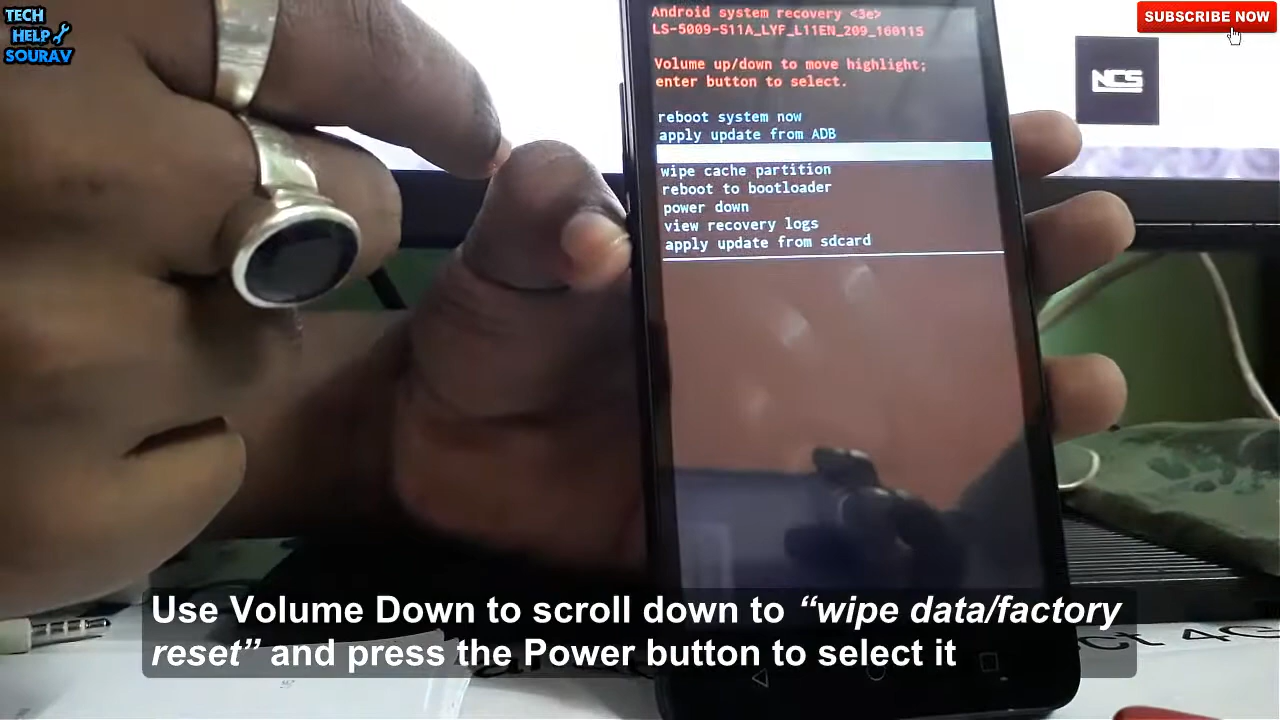 TECH
HELP
SOURAV
SUBSCRIBE NOW
NCS
Android system recovery <3e>
LS-5009-S11A_LYF_L11EN_209_160115
Volume up/down to move highlight;
enter button to select.
reboot system now
apply update from ADB
wipe cache partition
reboot to bootloader
power down
view recovery logs
apply update from sdcard
Use Volume Down to scroll down to “wipe data/factory
reset” and press the Power button to select it
ct 4G